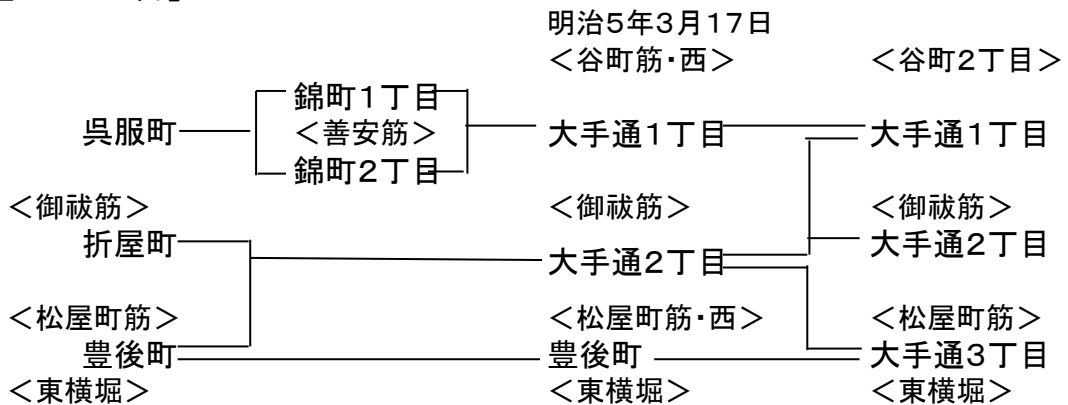 明治5年3月17日
＜谷町筋・西＞ ＜谷町2丁目＞
錦町1丁目
呉服町 ＜善安筋＞ 大手通1丁目 大手通1丁目
錦町2丁目
＜御祓筋＞ ＜御祓筋＞ ＜御祓筋＞
折屋町 大手通2丁目 大手通2丁目
＜松屋町筋＞ ＜松屋町筋・西＞ ＜松屋町筋＞
豊後町 豊後町 大手通3丁目
＜東横堀＞ ＜東横堀＞ ＜東横堀＞